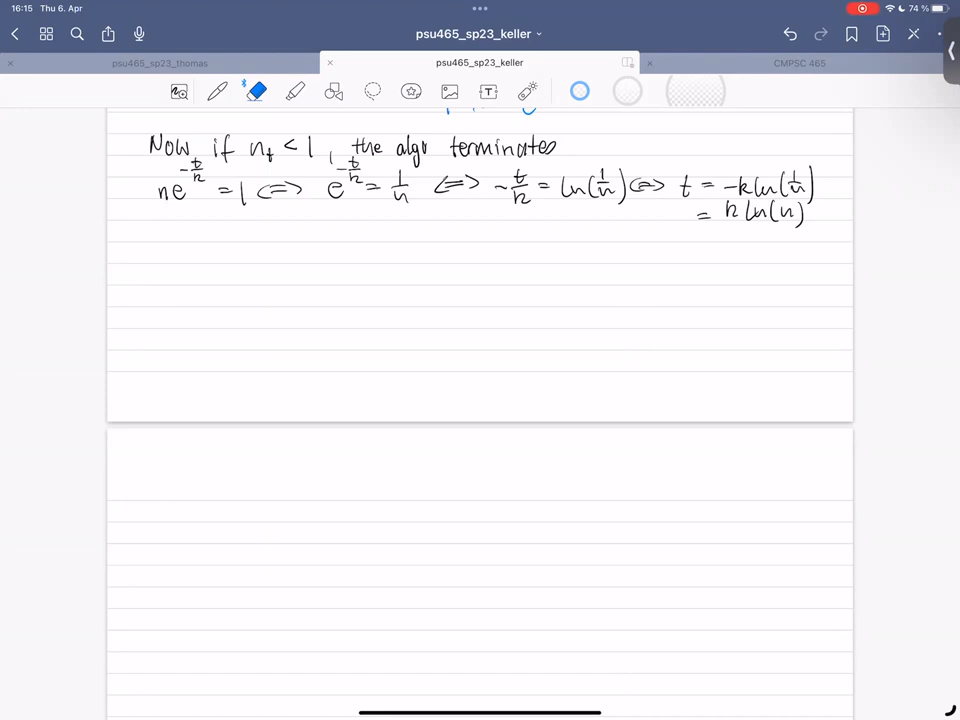 16:15 Thu 6. Apr
74 %
psu465_sp23_keller
psu465_sp23_thomas
psu465_sp23_keller
CMPSC 465
T
Now if n_t < 1, the algo terminates
ne^{-t/k} = 1 ⟺ e^{-t/k} = 1/n ⟺ -t/k = ln(1/n) ⟺ t = -k ln(1/n)
= k ln(n)